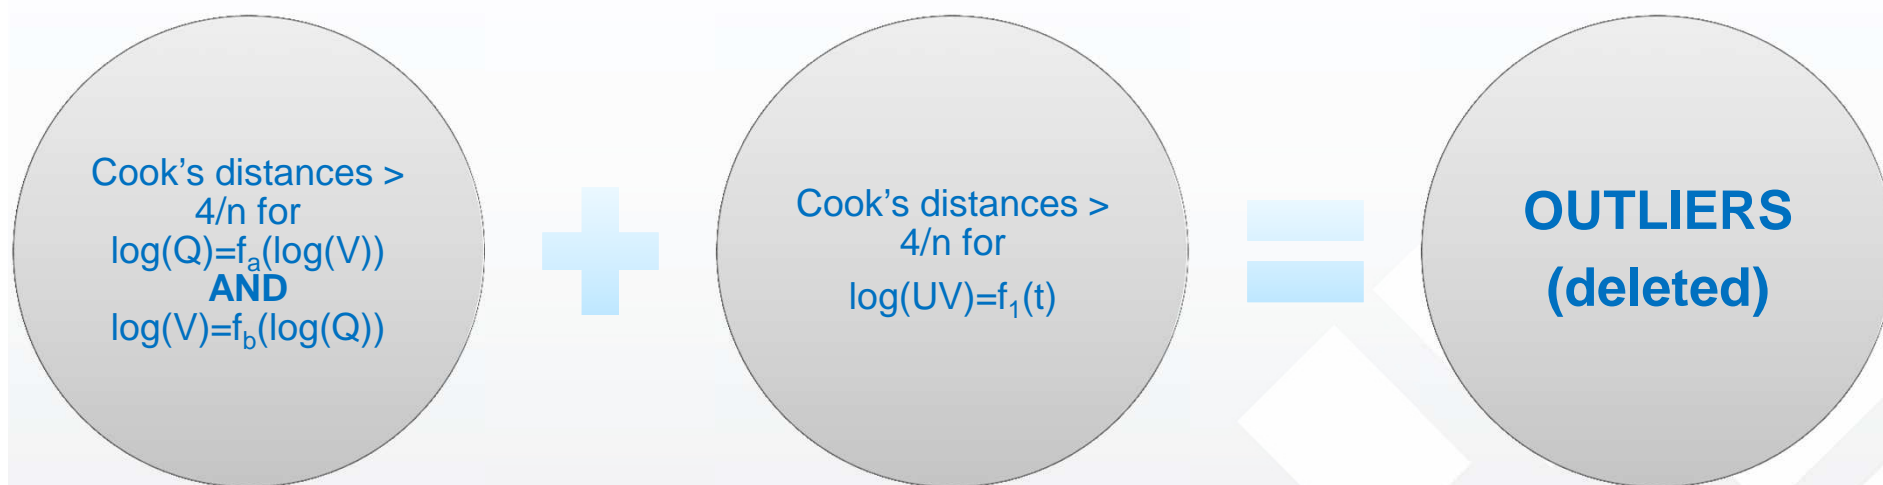 Cook’s distances >
4/n for
log(Q)=fa(log(V))
AND
log(V)=fb(log(Q))
Cook’s distances >
4/n for
log(UV)=f1(t)
OUTLIERS
(deleted)